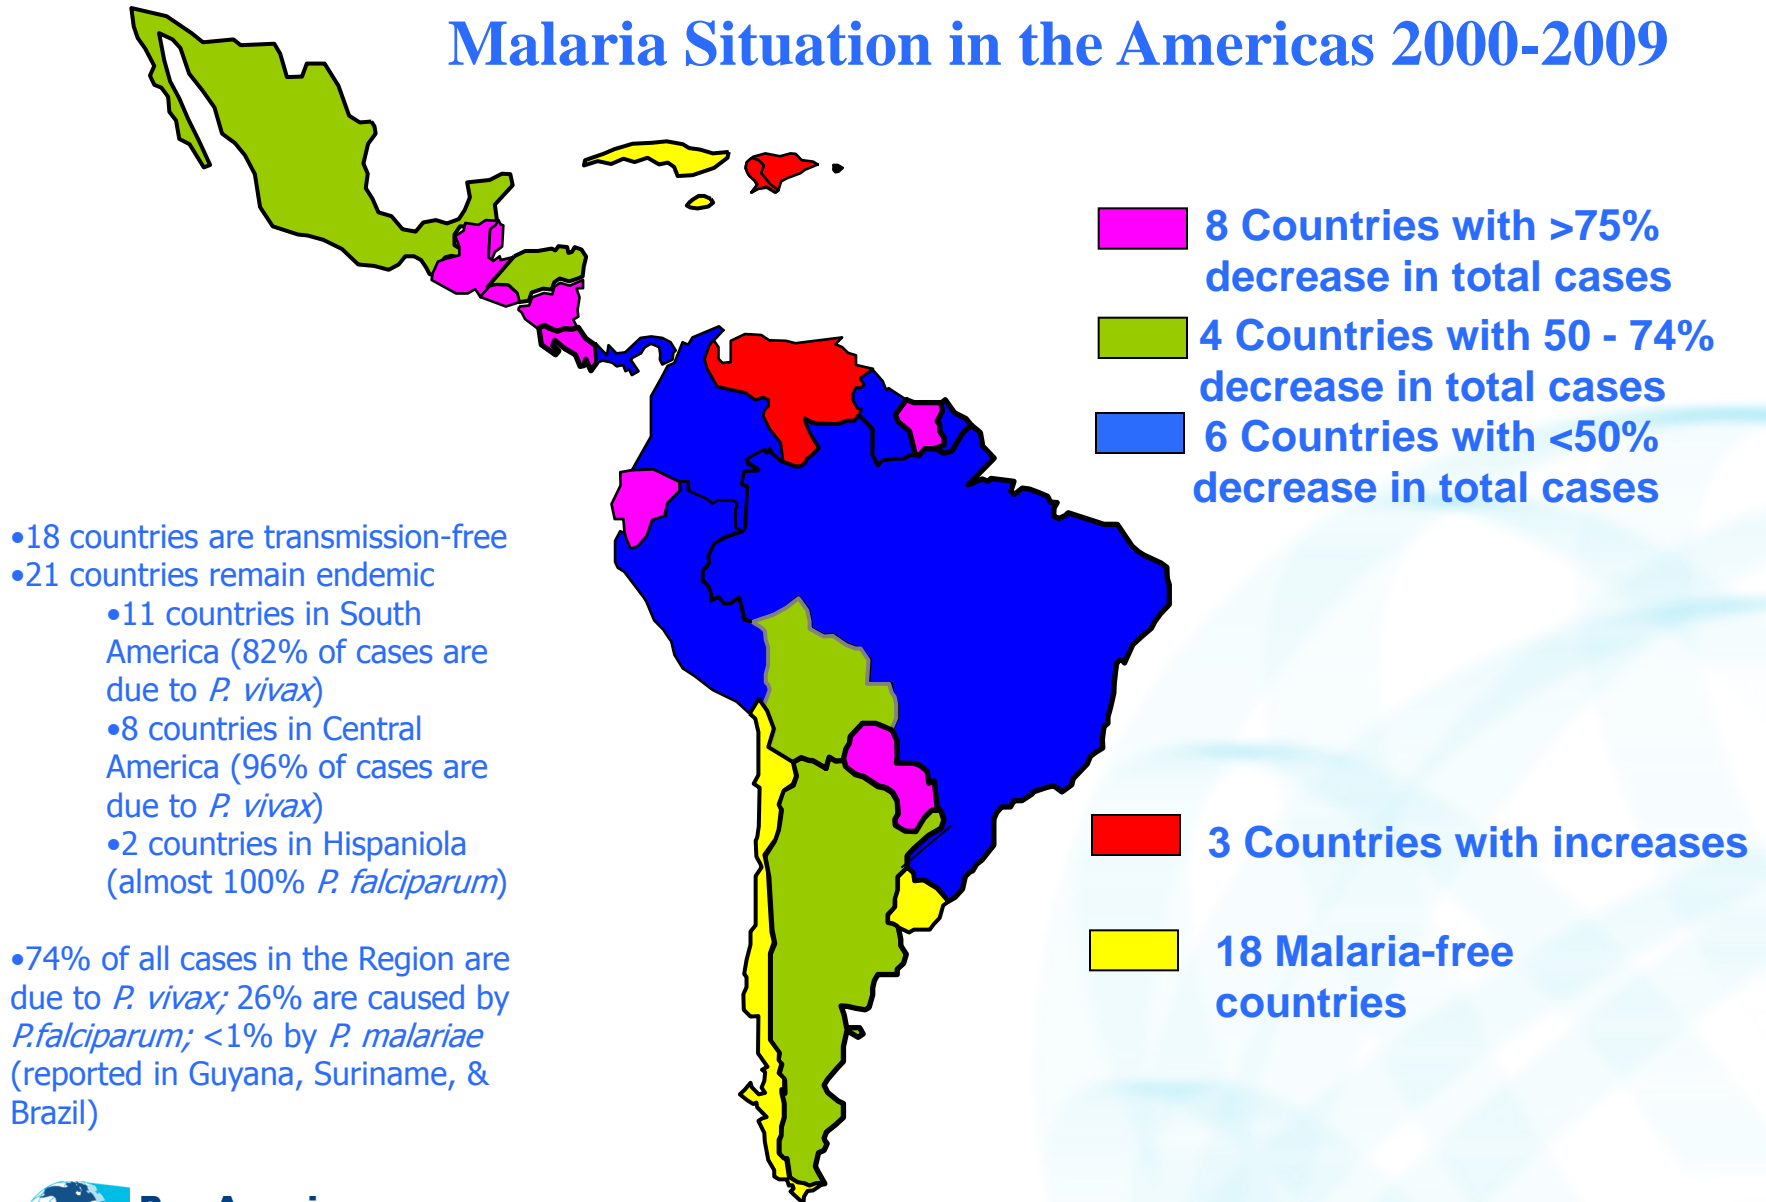 Malaria Situation in the Americas 2000-2009
8 Countries with >75%
decrease in total cases
4 Countries with 50 - 74%
decrease in total cases
6 Countries with <50%
decrease in total cases
•18 countries are transmission-free
•21 countries remain endemic
•11 countries in South
America (82% of cases are
due to P. vivax)
•8 countries in Central
America (96% of cases are
due to P. vivax)
•2 countries in Hispaniola
(almost 100% P. falciparum)
•74% of all cases in the Region are
due to P. vivax; 26% are caused by
P.falciparum; <1% by P. malariae
(reported in Guyana, Suriname, &
Brazil)
3 Countries with increases
18 Malaria-free
countries